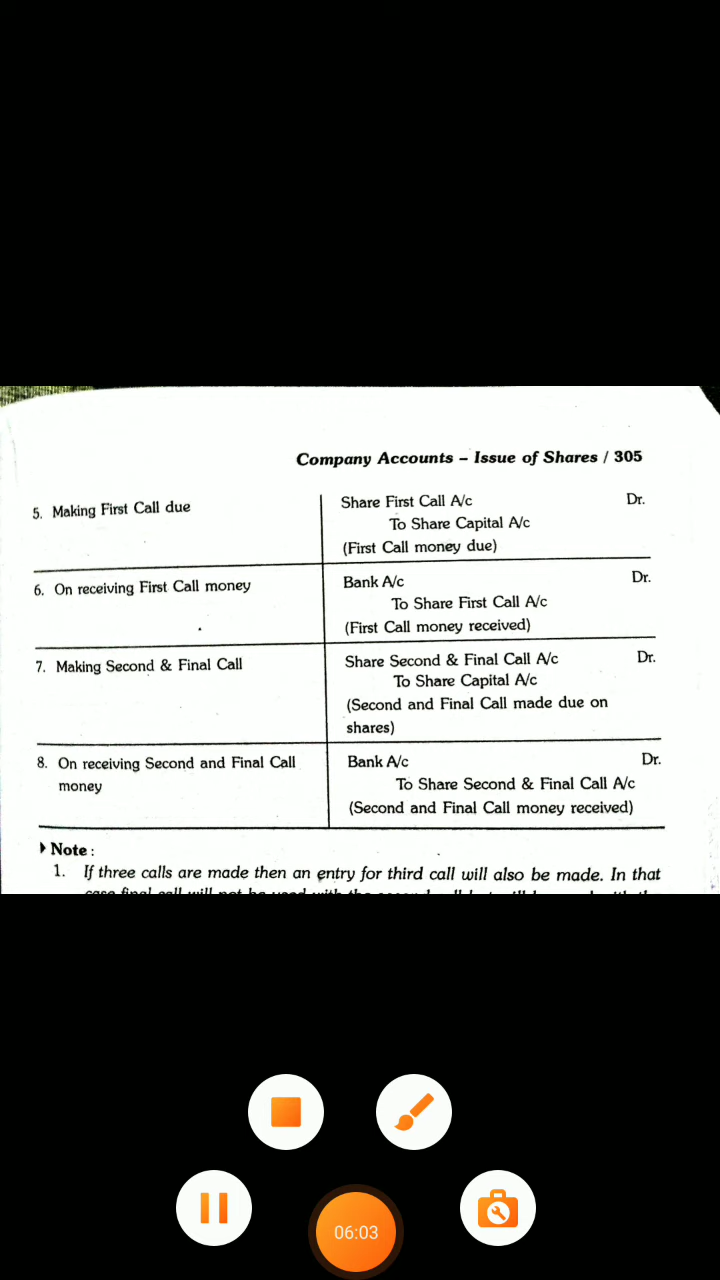 Company Accounts – Issue of Shares / 305
5. Making First Call due
Share First Call A/c Dr.
To Share Capital A/c
(First Call money due)
6. On receiving First Call money
Bank A/c Dr.
To Share First Call A/c
(First Call money received)
7. Making Second & Final Call
Share Second & Final Call A/c Dr.
To Share Capital A/c
(Second and Final Call made due on
shares)
8. On receiving Second and Final Call
money
Bank A/c Dr.
To Share Second & Final Call A/c
(Second and Final Call money received)
Note :
1. If three calls are made then an entry for third call will also be made. In that
06:03